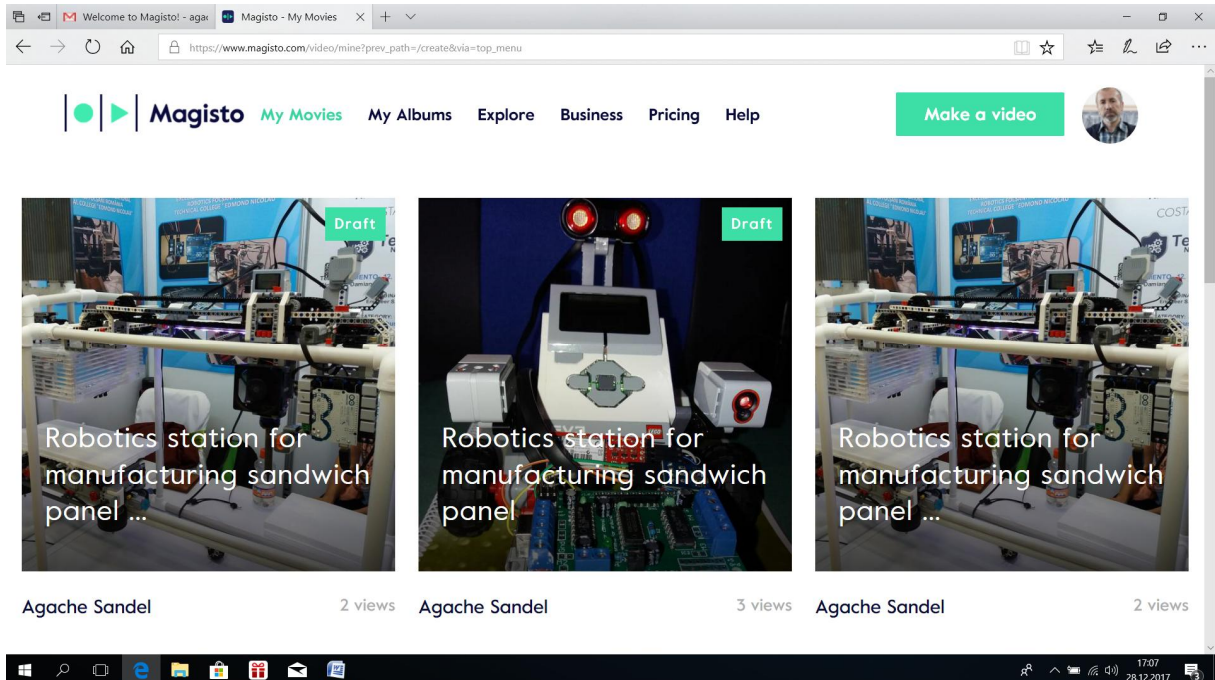 Welcome to Magisto! - agac
Magisto - My Movies
https://www.magisto.com/video/mine?prev_path=/create&via=top_menu
Magisto My Movies My Albums Explore Business Pricing Help Make a video
Draft
Draft
Robotics station for
manufacturing sandwich
panel ...
Robotics station for
manufacturing sandwich
panel
Robotics station for
manufacturing sandwich
panel ...
Agache Sandel 2 views
Agache Sandel 3 views
Agache Sandel 2 views
17:07
28.12.2017